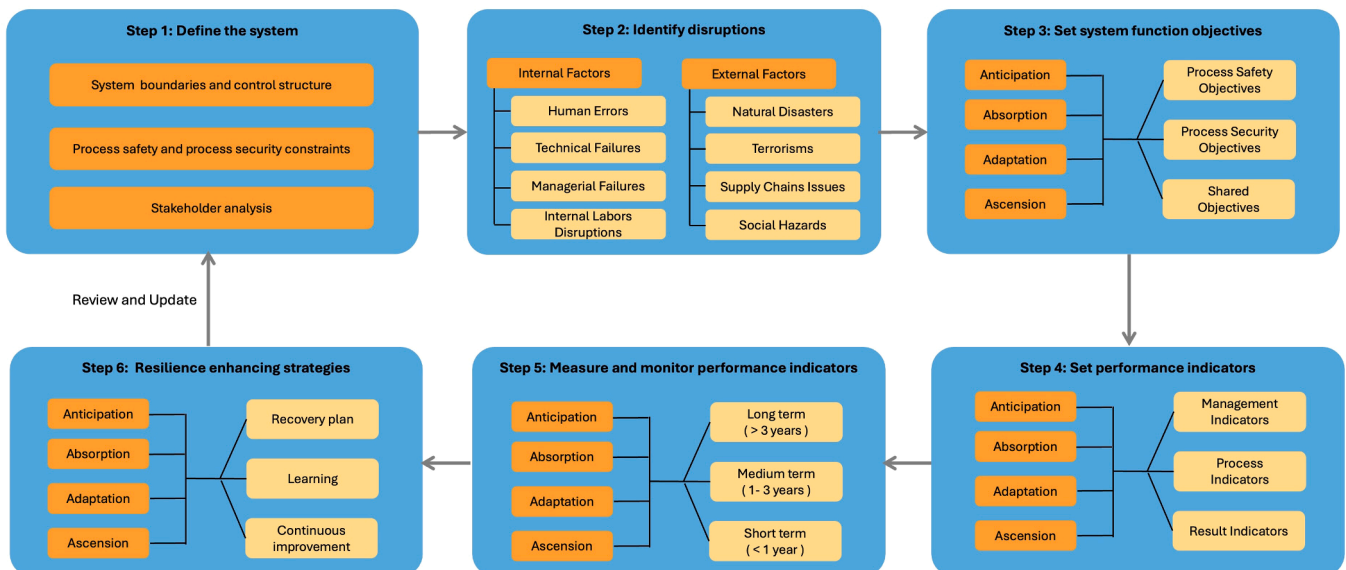 Step 1: Define the system
System boundaries and control structure
Process safety and process security constraints
Stakeholder analysis
Step 2: Identify disruptions
Internal Factors
Human Errors
Technical Failures
Managerial Failures
Internal Labors
Disruptions
External Factors
Natural Disasters
Terrorisms
Supply Chains Issues
Social Hazards
Step 3: Set system function objectives
Anticipation
Absorption
Adaptation
Ascension
Process Safety
Objectives
Process Security
Objectives
Shared
Objectives
Step 4: Set performance indicators
Anticipation
Absorption
Adaptation
Ascension
Management
Indicators
Process
Indicators
Result Indicators
Step 5: Measure and monitor performance indicators
Anticipation
Absorption
Adaptation
Ascension
Long term
( > 3 years )
Medium term
( 1- 3 years )
Short term
( < 1 year )
Step 6: Resilience enhancing strategies
Anticipation
Absorption
Adaptation
Ascension
Recovery plan
Learning
Continuous
improvement
Review and Update